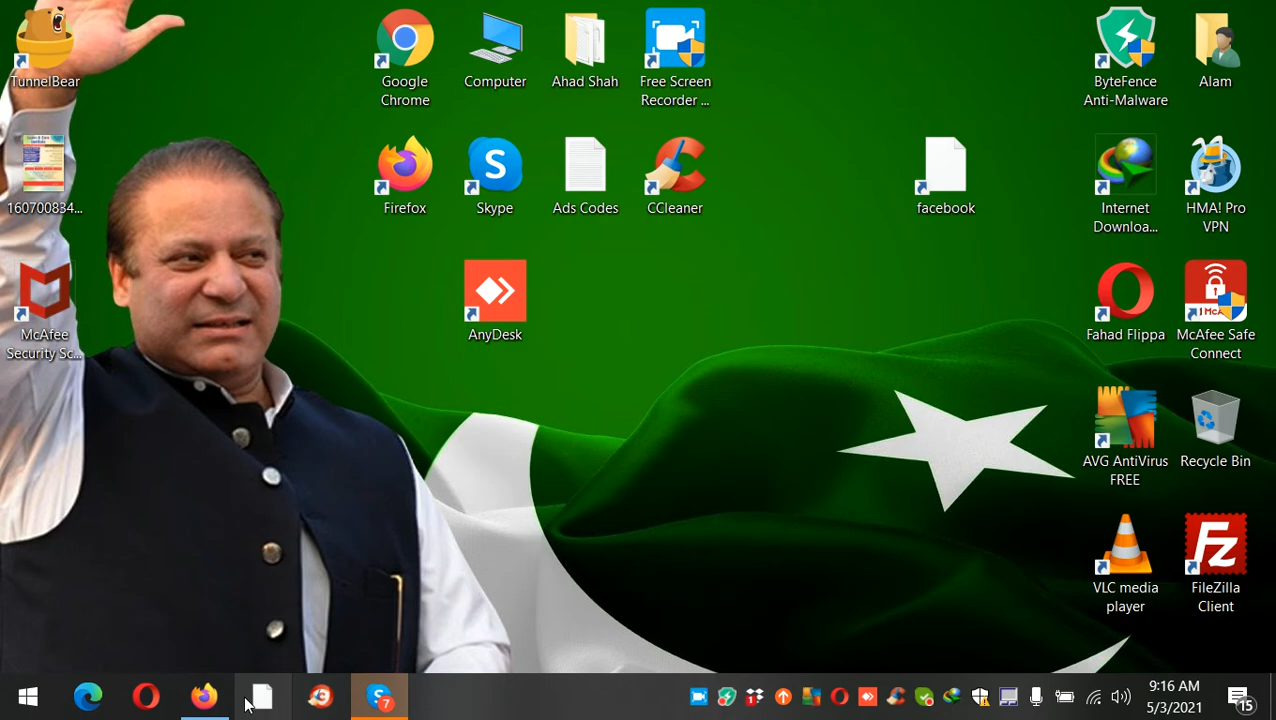 TunnelBear
Google
Chrome
Computer
Ahad Shah
Free Screen
Recorder ...
ByteFence
Anti-Malware
Alam
160700834...
Firefox
Skype
Ads Codes
CCleaner
facebook
Internet
Downloa...
HMA! Pro
VPN
McAfee
Security Sc...
AnyDesk
Fahad Flippa
McAfee Safe
Connect
AVG AntiVirus
FREE
Recycle Bin
VLC media
player
FileZilla
Client
7
9:16 AM
5/3/2021
15